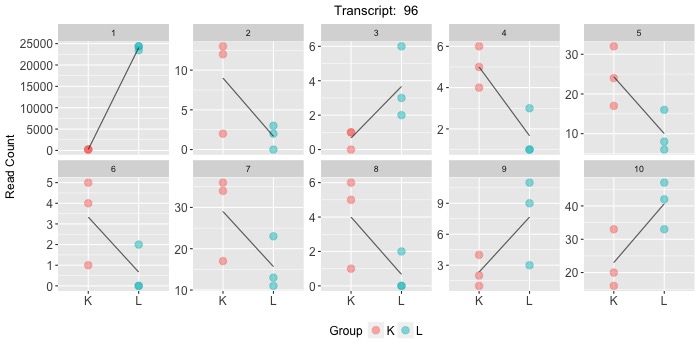 Transcript: 96
1 2 3 4 5
25000 20000 15000 10000 5000 0
10 5 0
6 4 2 0
6 4 2
30 20 10
Read Count
6 7 8 9 10
5 4 3 2 1 0
30 20 10
6 4 2 0
9 6 3
40 30 20
K L K L K L K L K L
Group K L